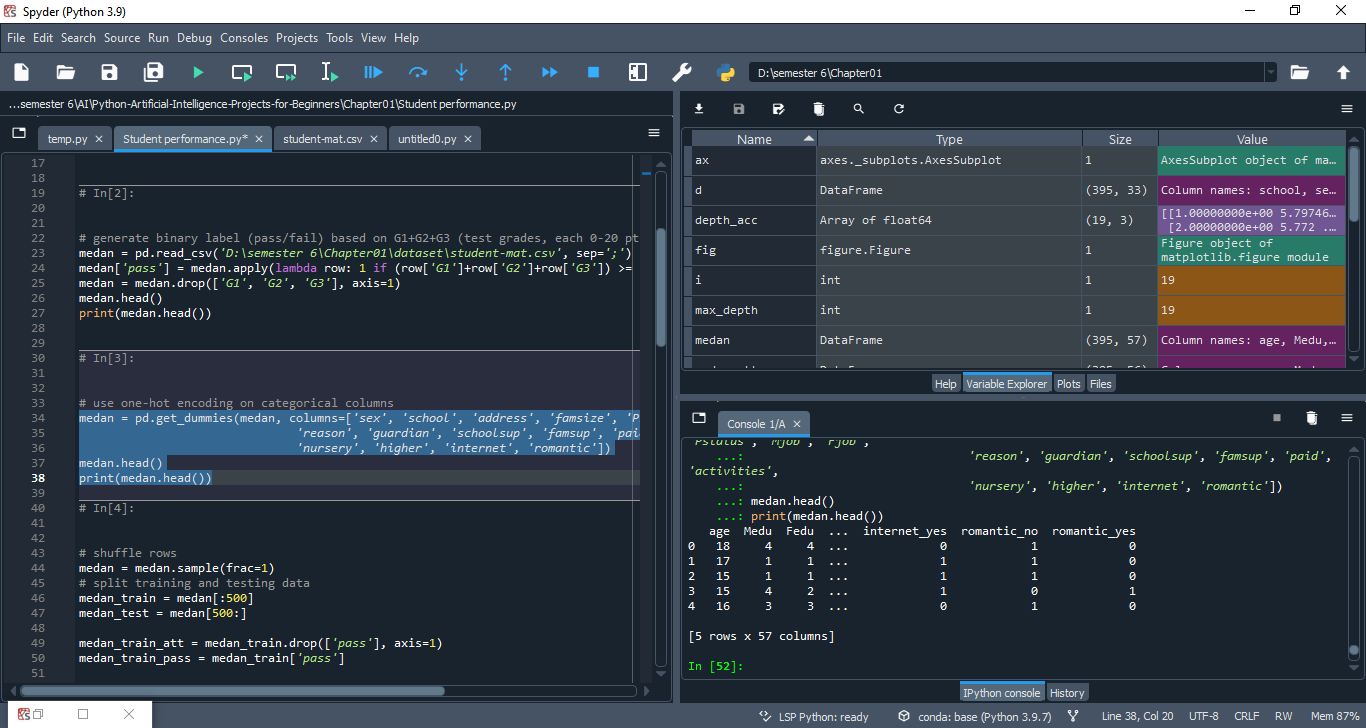 Spyder (Python 3.9)
File Edit Search Source Run Debug Consoles Projects Tools View Help
D:\semester 6\Chapter01
...semester 6\AI\Python-Artificial-Intelligence-Projects-for-Beginners\Chapter01\Student performance.py
temp.py Student performance.py* student-mat.csv untitled0.py
17
18
19 # In[2]:
20
21
22 # generate binary label (pass/fail) based on G1+G2+G3 (test grades, each 0-20 pt
23 medan = pd.read_csv('D:\semester 6\Chapter01\dataset\student-mat.csv', sep=';')
24 medan['pass'] = medan.apply(lambda row: 1 if (row['G1']+row['G2']+row['G3']) >=
25 medan = medan.drop(['G1', 'G2', 'G3'], axis=1)
26 medan.head()
27 print(medan.head())
28
29
30 # In[3]:
31
32
33 # use one-hot encoding on categorical columns
34 medan = pd.get_dummies(medan, columns=['sex', 'school', 'address', 'famsize', 'P
35 'reason', 'guardian', 'schoolsup', 'famsup', 'paid
36 'nursery', 'higher', 'internet', 'romantic'])
37 medan.head()
38 print(medan.head())
39
40 # In[4]:
41
42
43 # shuffle rows
44 medan = medan.sample(frac=1)
45 # split training and testing data
46 medan_train = medan[:500]
47 medan_test = medan[500:]
48
49 medan_train_att = medan_train.drop(['pass'], axis=1)
50 medan_train_pass = medan_train['pass']
51
Name Type Size Value
ax axes._subplots.AxesSubplot 1 AxesSubplot object of ma...
d DataFrame (395, 33) Column names: school, se...
depth_acc Array of float64 (19, 3) [[1.00000000e+00 5.79746...
[2.00000000e+00 5.772 ...
fig figure.Figure 1 Figure object of
matplotlib.figure module
i int 1 19
max_depth int 1 19
medan DataFrame (395, 57) Column names: age, Medu,...
Help Variable Explorer Plots Files
Console 1/A
'Pstatus', 'Mjob', 'Fjob',
...: 'reason', 'guardian', 'schoolsup', 'famsup', 'paid',
'activities',
...: 'nursery', 'higher', 'internet', 'romantic'])
...: medan.head()
...: print(medan.head())
age Medu Fedu ... internet_yes romantic_no romantic_yes
0 18 4 4 ... 0 1 0
1 17 1 1 ... 1 1 0
2 15 1 1 ... 1 1 0
3 15 4 2 ... 1 0 1
4 16 3 3 ... 0 1 0
[5 rows x 57 columns]
In [52]:
IPython console History
LSP Python: ready conda: base (Python 3.9.7) Line 38, Col 20 UTF-8 CRLF RW Mem 87%